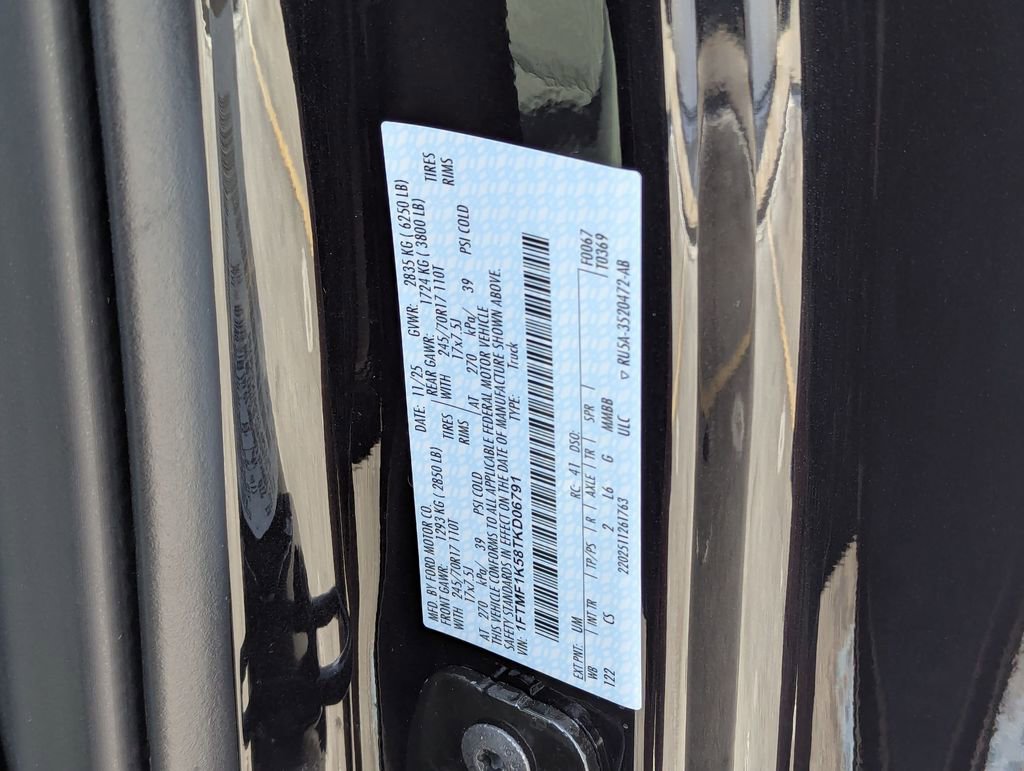 MFD. BY FORD MOTOR CO.
DATE: 11/25 GVWR: 2835 KG ( 6250 LB)
FRONT GAWR: 1293 KG ( 2850 LB) REAR GAWR: 1724 KG ( 3800 LB)
WITH 245/70R17 110T TIRES WITH 245/70R17 110T TIRES
17x7.5J RIMS 17x7.5J RIMS
AT 270 kPa/ 39 PSI COLD AT 270 kPa/ 39 PSI COLD
THIS VEHICLE CONFORMS TO ALL APPLICABLE FEDERAL MOTOR VEHICLE
SAFETY STANDARDS IN EFFECT ON THE DATE OF MANUFACTURE SHOWN ABOVE.
VIN: 1FTMF1K58TKD06791 TYPE: Truck
EXT PNT: UM RC: 41 DSO: F0067
WB INT TR TP/PS R AXLE TR SPR T0369
122 CS 2 L6 G MMBB
2202511261763 ULC ▽ RU5A-3520472-AB